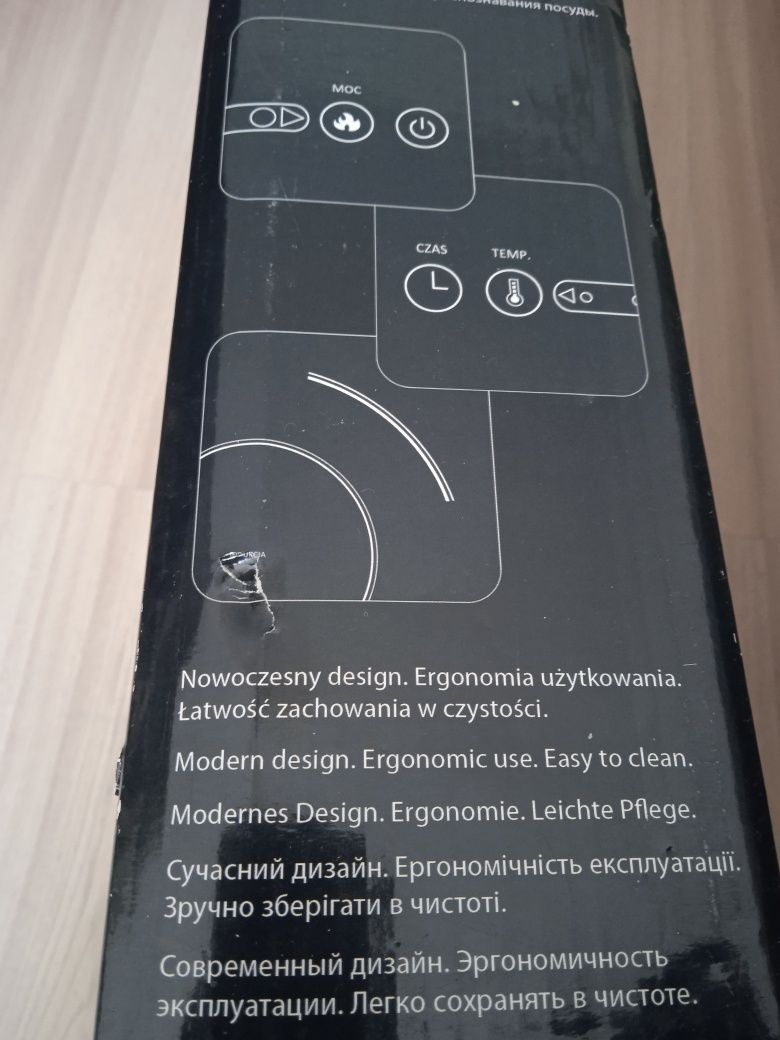 посуды.
MOC
CZAS
TEMP.
Nowoczesny design. Ergonomia użytkowania.
Łatwość zachowania w czystości.
Modern design. Ergonomic use. Easy to clean.
Modernes Design. Ergonomie. Leichte Pflege.
Сучасний дизайн. Ергономічність експлуатації.
Зручно зберігати в чистоті.
Современный дизайн. Эргономичность
эксплуатации. Легко сохранять в чистоте.